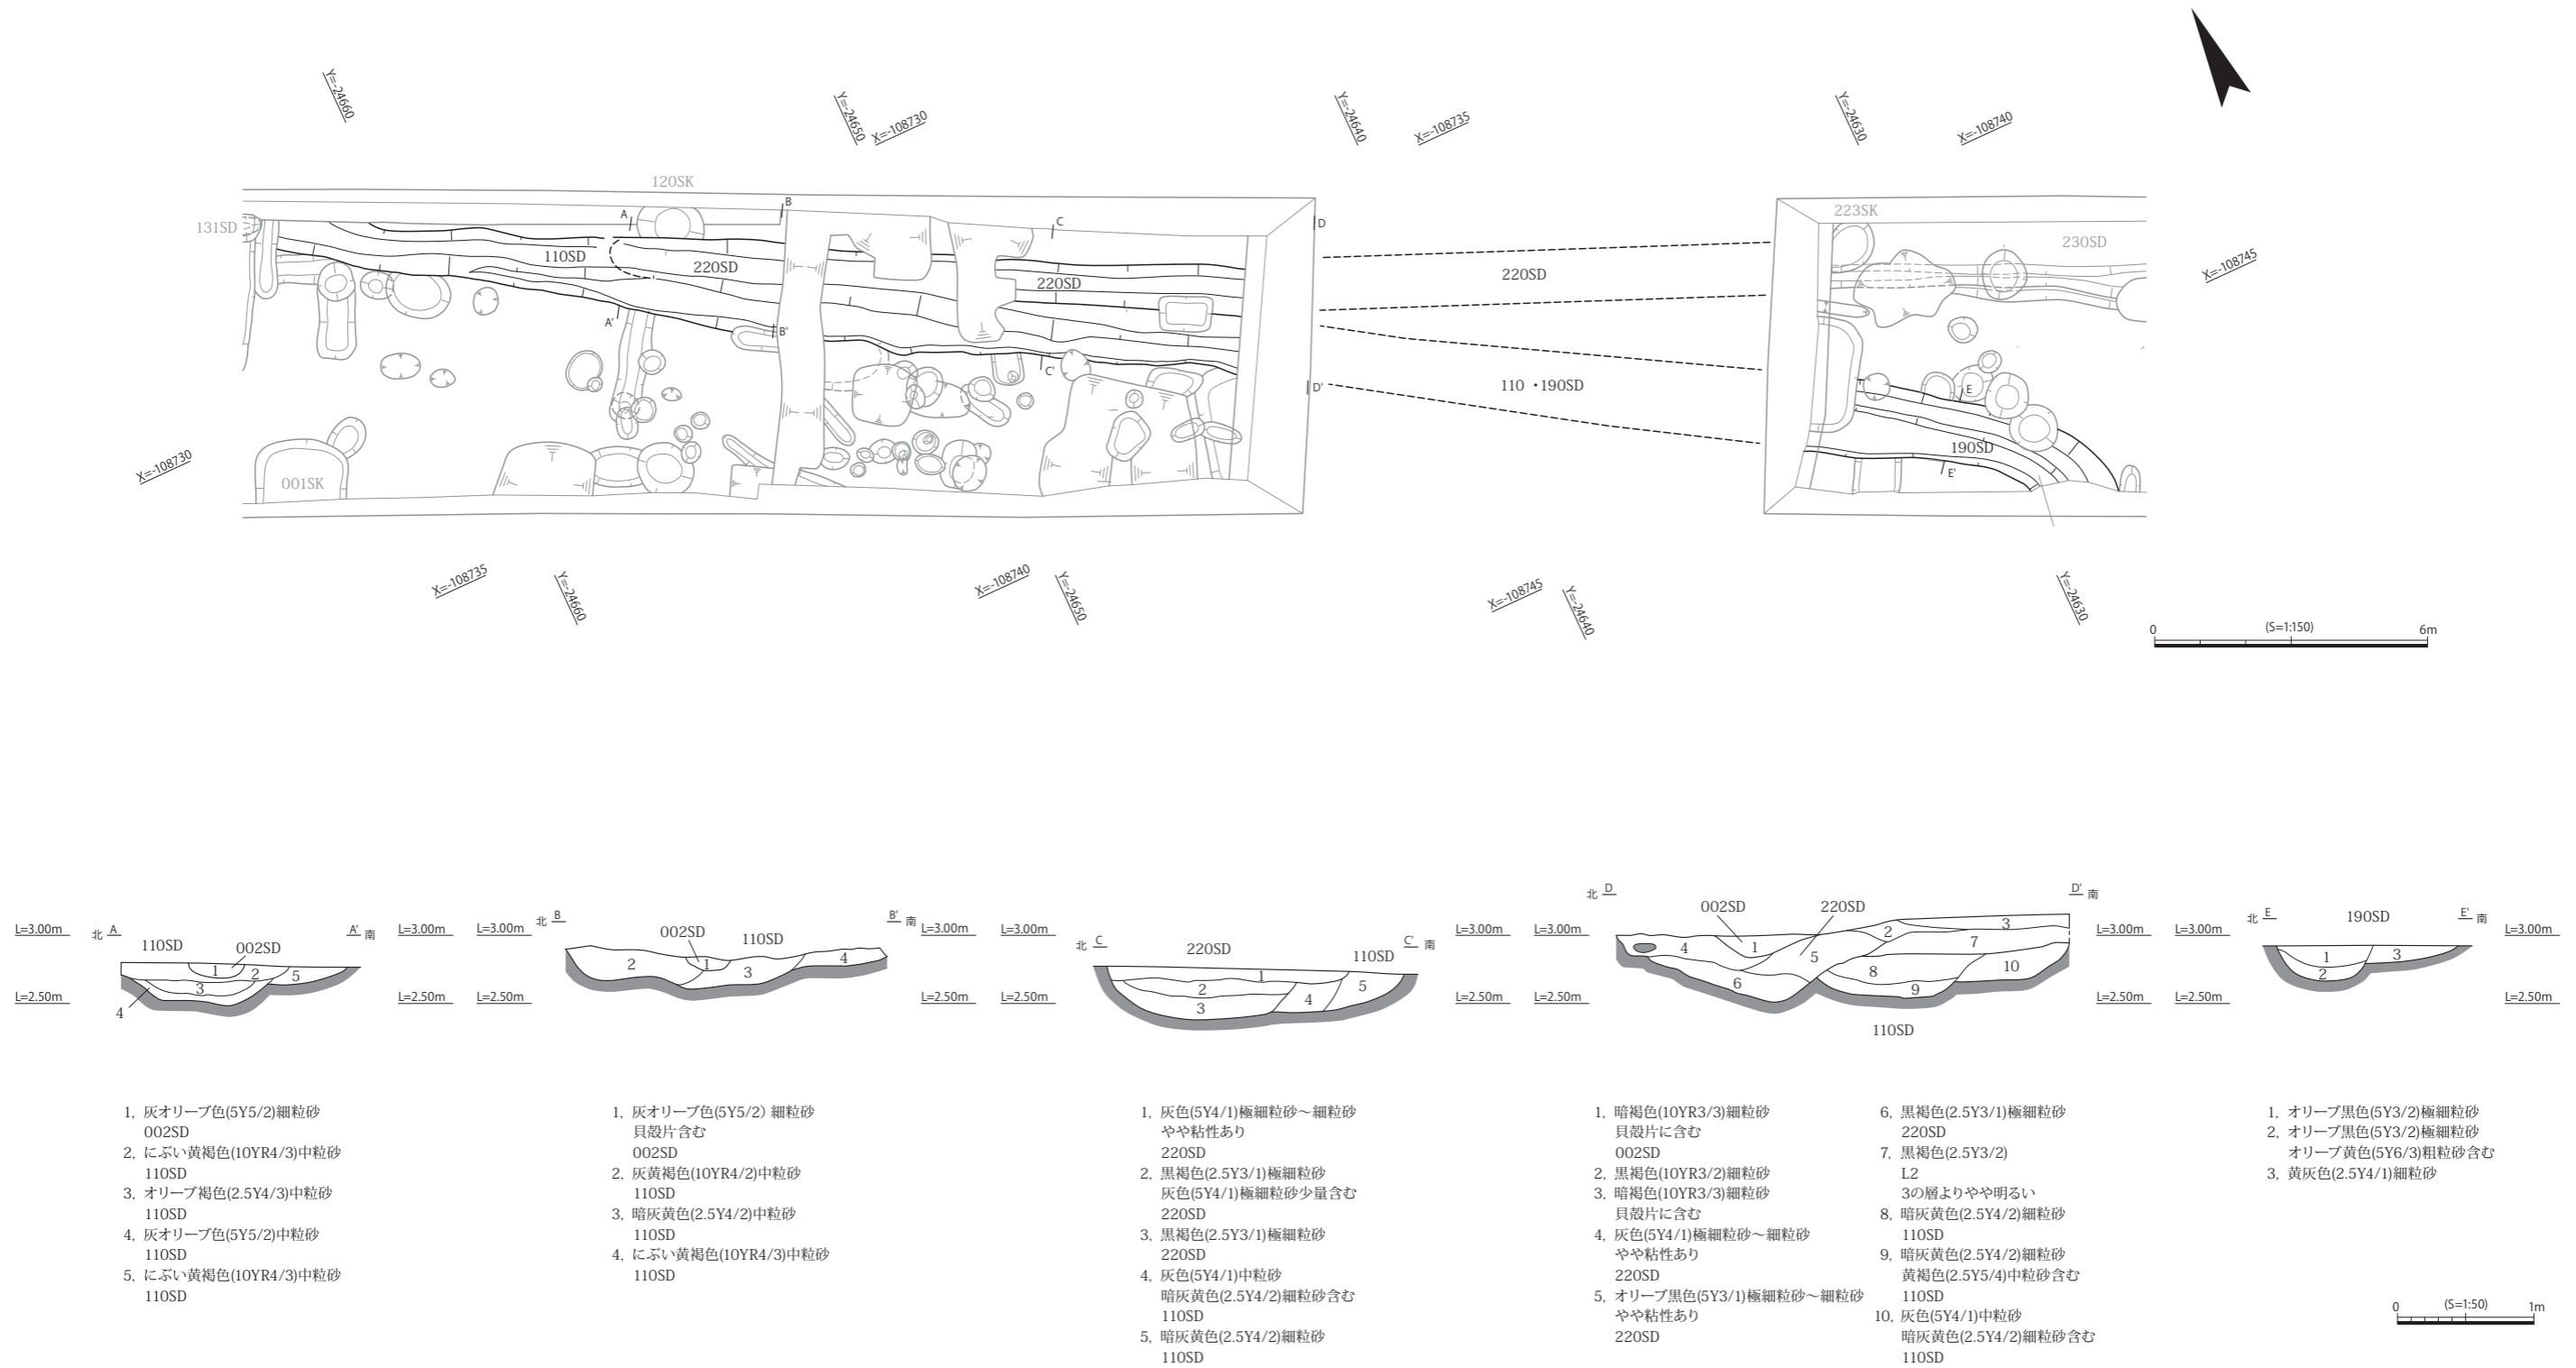 Y=-24660
Y=-24650
X=-108730
Y=-24640
X=-108735
Y=-24630
X=-108740
120SK
B
A
C
D
223SK
131SD
230SD
110SD
220SD
220SD
220SD
X=-108745
A'
B'
C'
D'
110・190SD
E
190SD
E'
X=-108730
001SK
X=-108735
Y=-24660
X=-108740
Y=-24650
X=-108745
Y=-24640
Y=-24630
0 (S=1:150) 6m
L=3.00m
L=2.50m
北 A A' 南
110SD 002SD
1 2 3 4 5
L=3.00m L=3.00m
L=2.50m L=2.50m
北 B B' 南
002SD 110SD
1 2 3 4
L=3.00m L=3.00m
L=2.50m L=2.50m
北 C C' 南
220SD 110SD
1 2 3 4 5
L=3.00m L=3.00m
L=2.50m L=2.50m
北 D D' 南
002SD 220SD
1 2 3 4 5 6 7 8 9 10
110SD
L=3.00m L=3.00m
L=2.50m L=2.50m
北 E E' 南
190SD
1 2 3
L=3.00m
L=2.50m
1, 灰オリーブ色(5Y5/2)細粒砂
002SD
2, にぶい黄褐色(10YR4/3)中粒砂
110SD
3, オリーブ褐色(2.5Y4/3)中粒砂
110SD
4, 灰オリーブ色(5Y5/2)中粒砂
110SD
5, にぶい黄褐色(10YR4/3)中粒砂
110SD
1, 灰オリーブ色(5Y5/2）細粒砂
貝殻片含む
002SD
2, 灰黄褐色(10YR4/2)中粒砂
110SD
3, 暗灰黄色(2.5Y4/2)中粒砂
110SD
4, にぶい黄褐色(10YR4/3)中粒砂
110SD
1, 灰色(5Y4/1)極細粒砂～細粒砂
やや粘性あり
220SD
2, 黒褐色(2.5Y3/1)極細粒砂
灰色(5Y4/1)極細粒砂少量含む
220SD
3, 黒褐色(2.5Y3/1)極細粒砂
220SD
4, 灰色(5Y4/1)中粒砂
暗灰黄色(2.5Y4/2)細粒砂含む
110SD
5, 暗灰黄色(2.5Y4/2)細粒砂
110SD
1, 暗褐色(10YR3/3)細粒砂
貝殻片に含む
002SD
2, 黒褐色(10YR3/2)細粒砂
3, 暗褐色(10YR3/3)細粒砂
貝殻片に含む
4, 灰色(5Y4/1)極細粒砂～細粒砂
やや粘性あり
220SD
5, オリーブ黒色(5Y3/1)極細粒砂～細粒砂
やや粘性あり
220SD
6, 黒褐色(2.5Y3/1)極細粒砂
220SD
7, 黒褐色(2.5Y3/2)
L2
3の層よりやや明るい
8, 暗灰黄色(2.5Y4/2)細粒砂
110SD
9, 暗灰黄色(2.5Y4/2)細粒砂
黄褐色(2.5Y5/4)中粒砂含む
110SD
10, 灰色(5Y4/1)中粒砂
暗灰黄色(2.5Y4/2)細粒砂含む
110SD
1, オリーブ黒色(5Y3/2)極細粒砂
2, オリーブ黒色(5Y3/2)極細粒砂
オリーブ黄色(5Y6/3)粗粒砂含む
3, 黄灰色(2.5Y4/1)細粒砂
0 (S=1:50) 1m